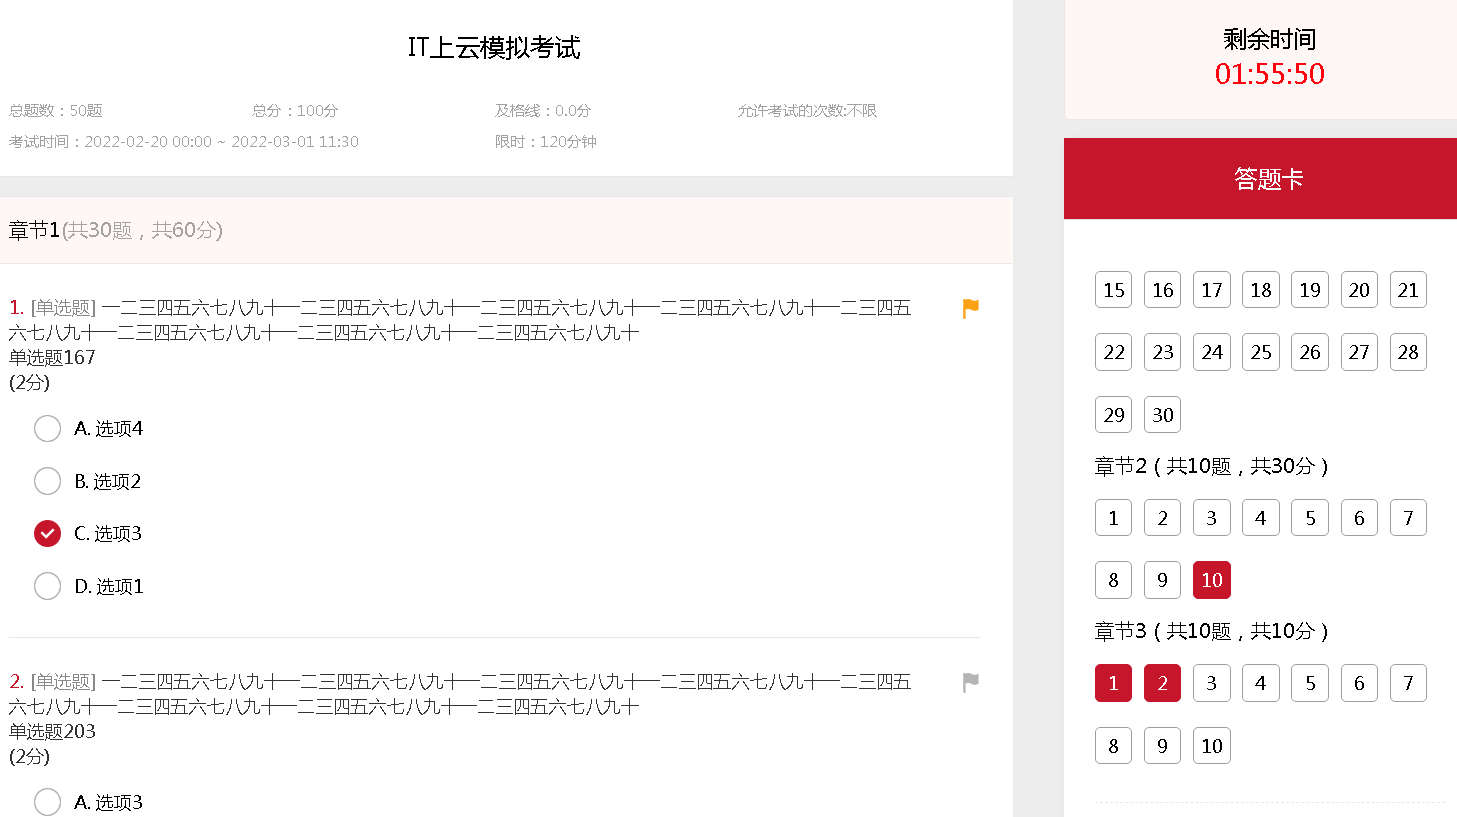 IT上云模拟考试
总题数：50题 总分：100分 及格线：0.0分 允许考试的次数:不限
考试时间：2022-02-20 00:00 ~ 2022-03-01 11:30 限时：120分钟
章节1(共30题，共60分)
1. [单选题] 一二三四五六七八九十一二三四五六七八九十一二三四五六七八九十一二三四五六七八九十一二三四五
六七八九十一二三四五六七八九十一二三四五六七八九十一二三四五六七八九十
单选题167
(2分)
A. 选项4
B. 选项2
C. 选项3
D. 选项1
2. [单选题] 一二三四五六七八九十一二三四五六七八九十一二三四五六七八九十一二三四五六七八九十一二三四五
六七八九十一二三四五六七八九十一二三四五六七八九十一二三四五六七八九十
单选题203
(2分)
A. 选项3
剩余时间
01:55:50
答题卡
15 16 17 18 19 20 21
22 23 24 25 26 27 28
29 30
章节2（共10题，共30分）
1 2 3 4 5 6 7
8 9 10
章节3（共10题，共10分）
1 2 3 4 5 6 7
8 9 10